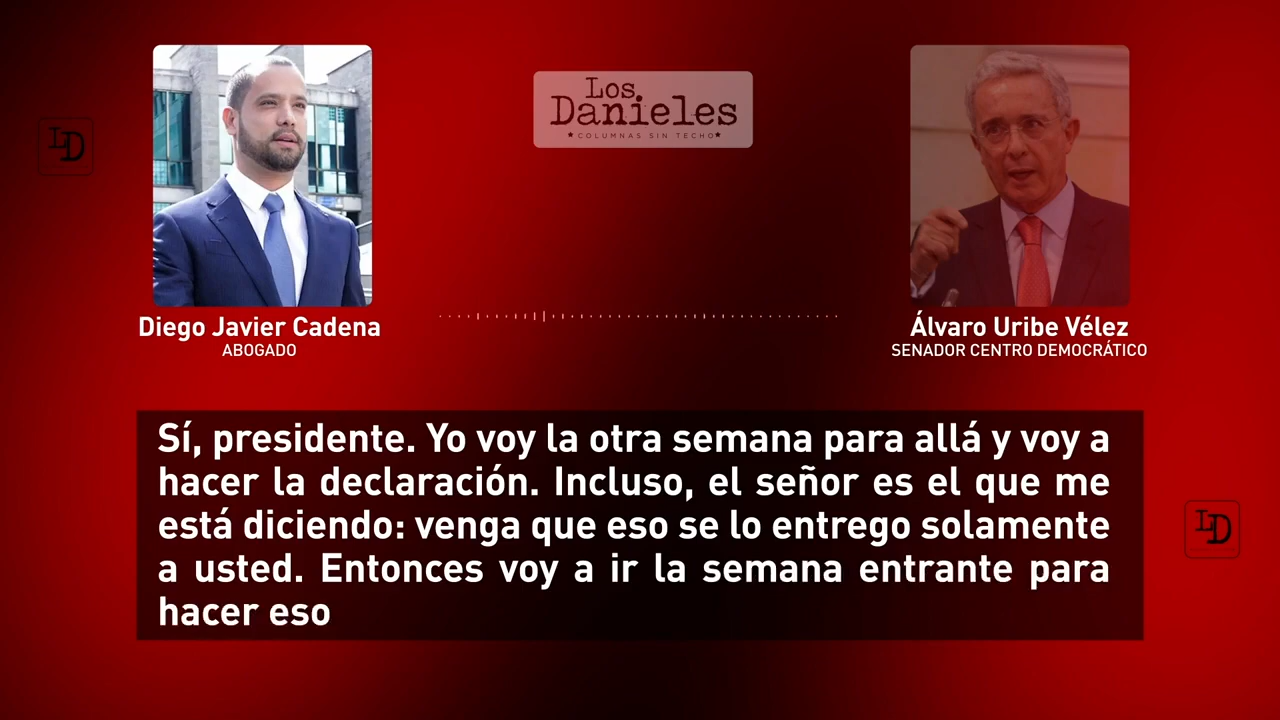 Los
Danieles
COLUMNAS SIN TECHO
LD
Diego Javier Cadena
ABOGADO
Álvaro Uribe Vélez
SENADOR CENTRO DEMOCRÁTICO
Sí, presidente. Yo voy la otra semana para allá y voy a
hacer la declaración. Incluso, el señor es el que me
está diciendo: venga que eso se lo entrego solamente
a usted. Entonces voy a ir la semana entrante para
hacer eso
LD